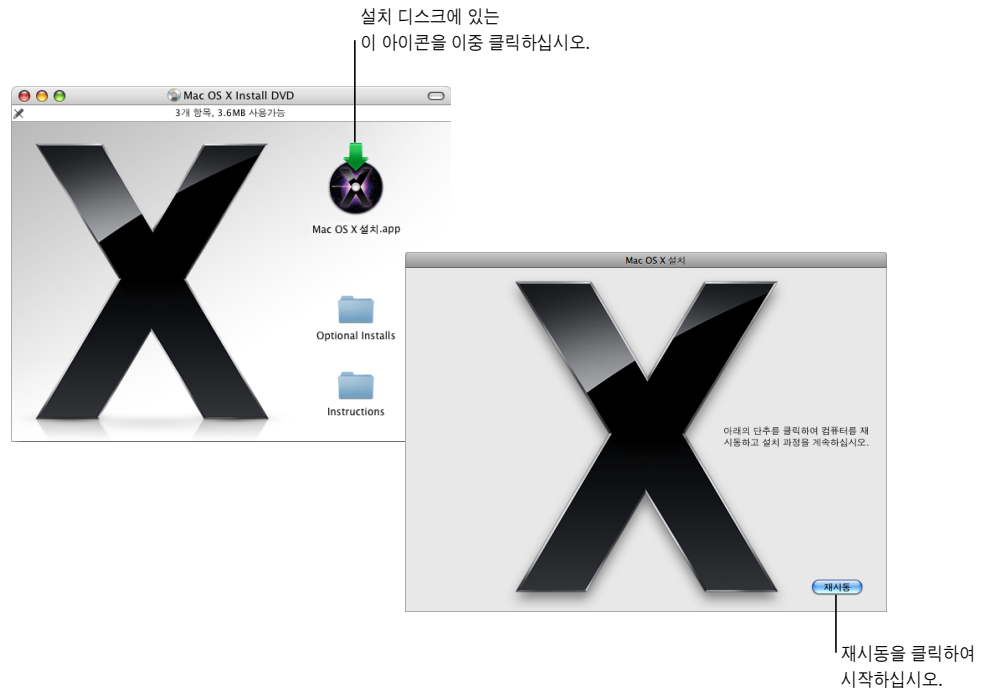 설치 디스크에 있는
이 아이콘을 이중 클릭하십시오.
Mac OS X Install DVD
3개 항목, 3.6MB 사용가능
Mac OS X 설치.app
Optional Installs
Instructions
Mac OS X 설치
아래의 단추를 클릭하여 컴퓨터를 재
시동하고 설치 과정을 계속하십시오.
재시동
재시동을 클릭하여
시작하십시오.